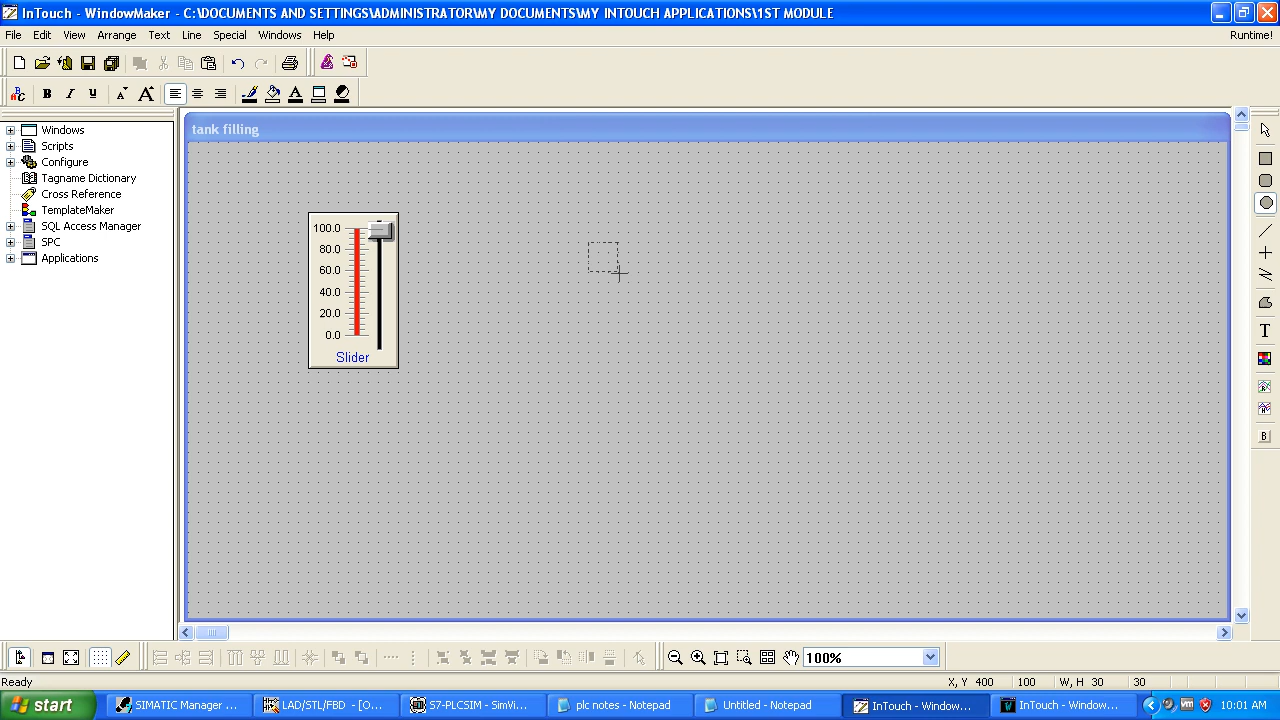 InTouch - WindowMaker - C:\DOCUMENTS AND SETTINGS\ADMINISTRATOR\MY DOCUMENTS\MY INTOUCH APPLICATIONS\1ST MODULE
File Edit View Arrange Text Line Special Windows Help Runtime!
B I U A A A
Windows
Scripts
Configure
Tagname Dictionary
Cross Reference
TemplateMaker
SQL Access Manager
SPC
Applications
tank filling
100.0
80.0
60.0
40.0
20.0
0.0
Slider
T
B
100%
Ready X, Y 400 100 W, H 30 30
start SIMATIC Manager ... LAD/STL/FBD - [O... S7-PLCSIM - SimVi... plc notes - Notepad Untitled - Notepad InTouch - Window... InTouch - Window... 10:01 AM